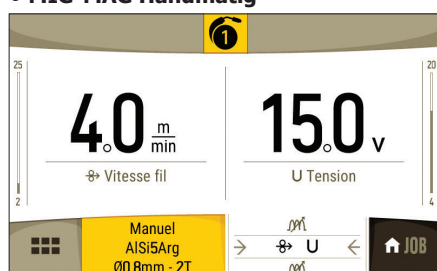 • MIG-MAG Handmatig
1
25
20
4.0 m/min
15.0 v
Vitesse fil
U Tension
2
4
Manuel
AlSi5Arg
Ø0.8mm - 2T
U
JOB